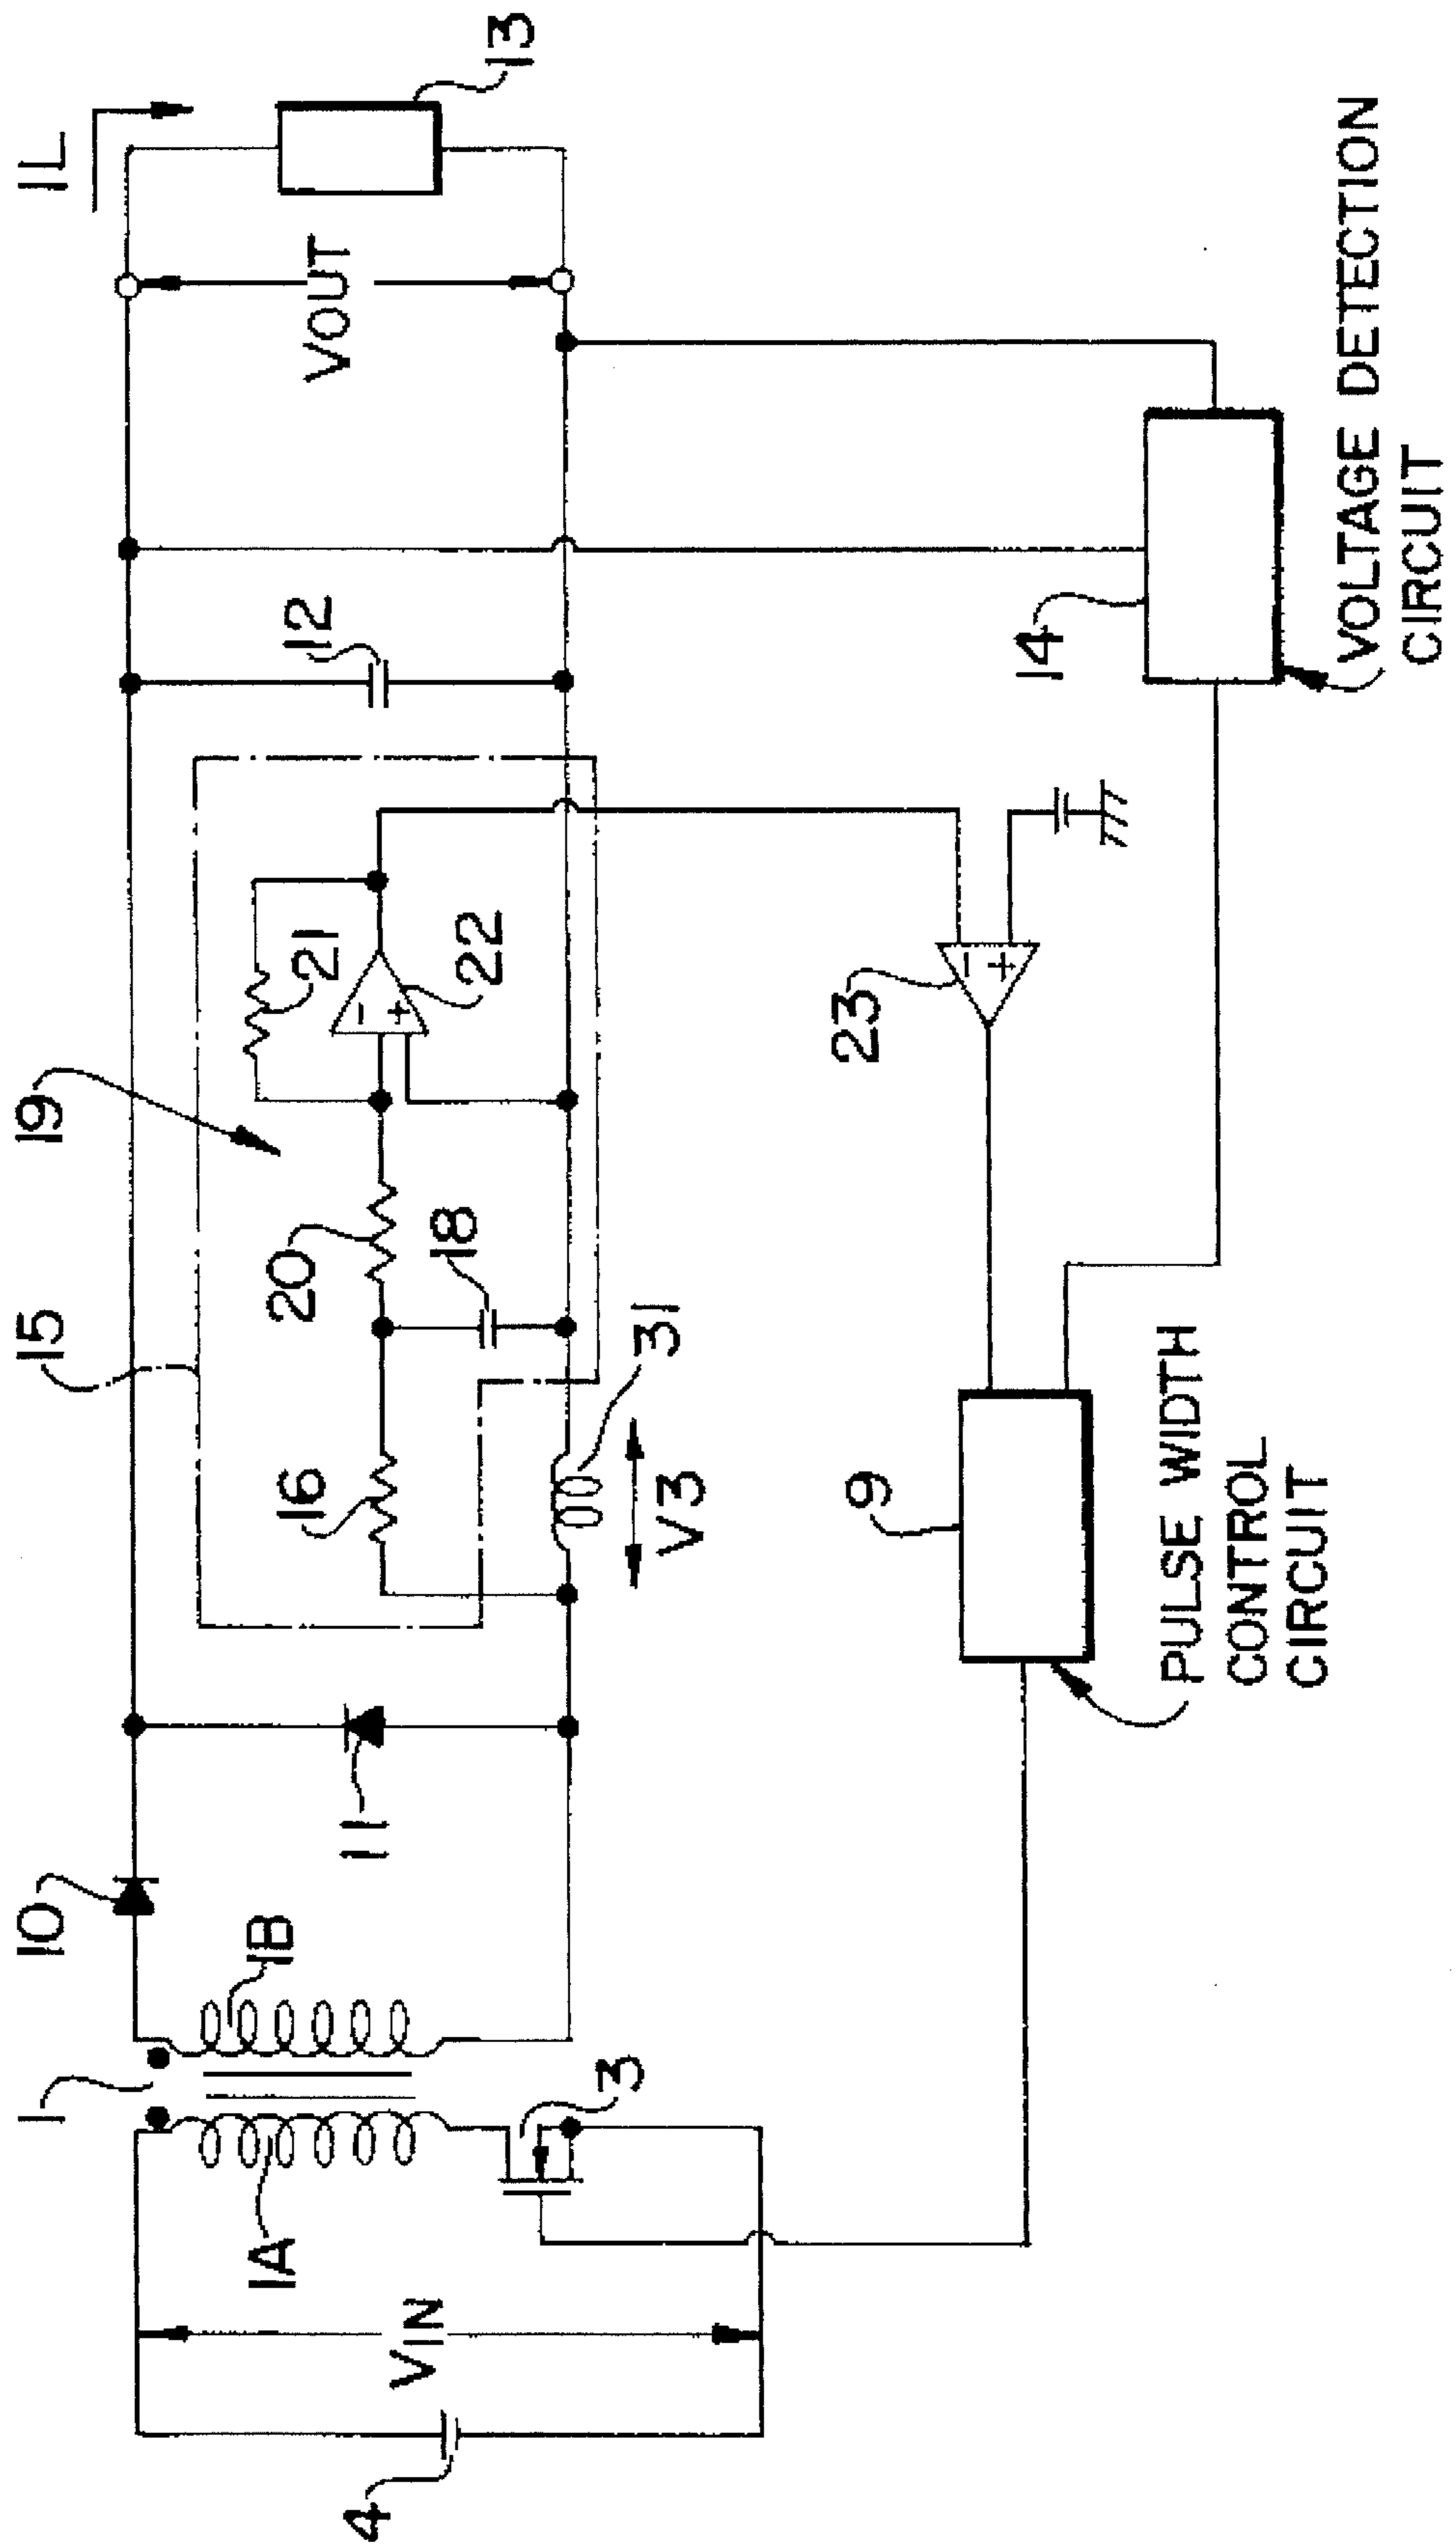 1
10
15
19
IL
1A
1B
11
16
20
18
21
22
12
VOUT
13
4
VIN
3
V3
31
23
14
9
PULSE WIDTH
CONTROL
CIRCUIT
VOLTAGE DETECTION
CIRCUIT
−
+
−
+